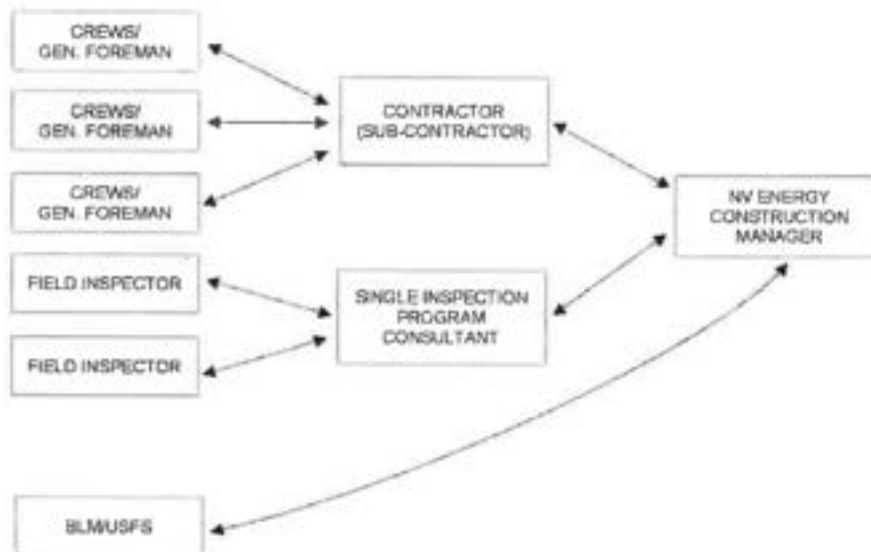 CREWS/
GEN. FOREMAN
CREWS/
GEN. FOREMAN
CREWS/
GEN. FOREMAN
FIELD INSPECTOR
FIELD INSPECTOR
BLM/USFS
CONTRACTOR
(SUB-CONTRACTOR)
SINGLE INSPECTION
PROGRAM
CONSULTANT
NV ENERGY
CONSTRUCTION
MANAGER